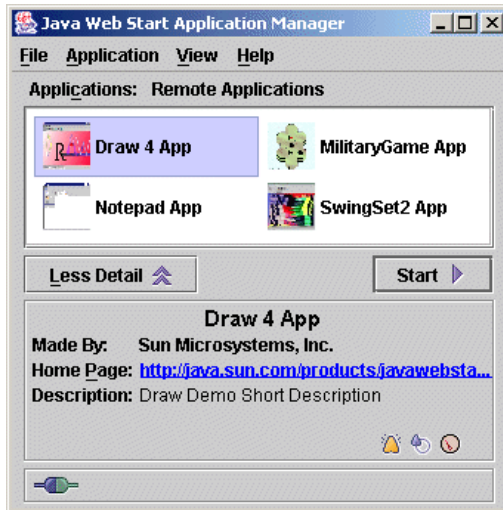 Java Web Start Application Manager
File Application View Help
Applications: Remote Applications
Draw 4 App
MilitaryGame App
Notepad App
SwingSet2 App
Less Detail
Start
Draw 4 App
Made By: Sun Microsystems, Inc.
Home Page: http://java.sun.com/products/javawebsta...
Description: Draw Demo Short Description